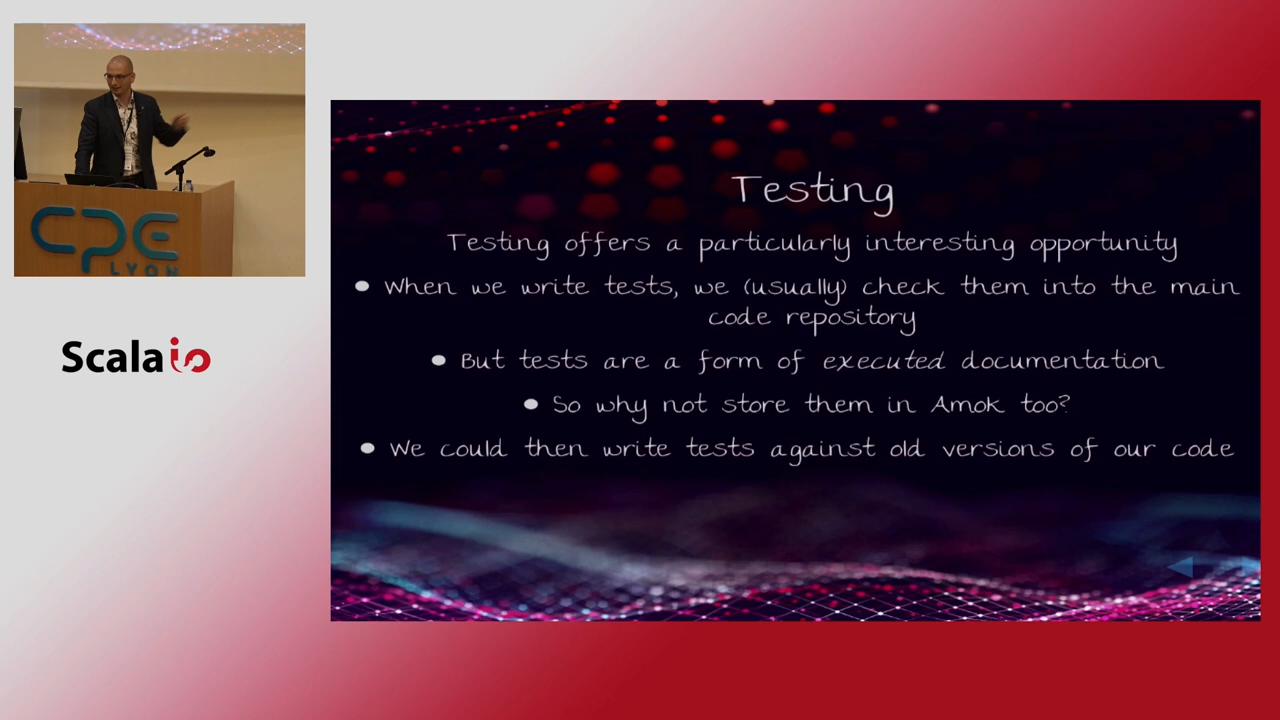 CPE
LYON
Scalaio
Testing
Testing offers a particularly interesting opportunity
• When we write tests, we (usually) check them into the main
code repository
• But tests are a form of executed documentation
• So why not store them in Amok too?
• We could then write tests against old versions of our code